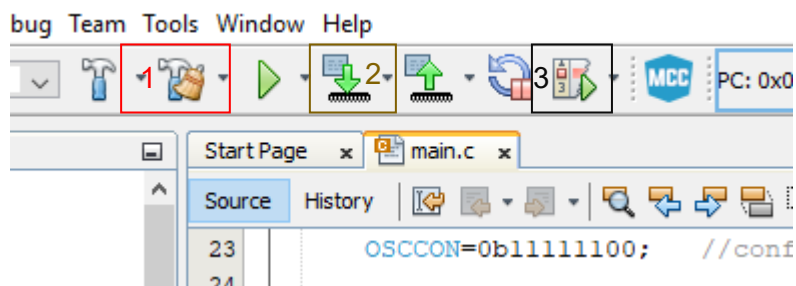 bug Team Tools Window Help
1 2 3 MCC PC: 0x0
Start Page x main.c x
Source History
23 OSCCON=0b11111100; //conf
24